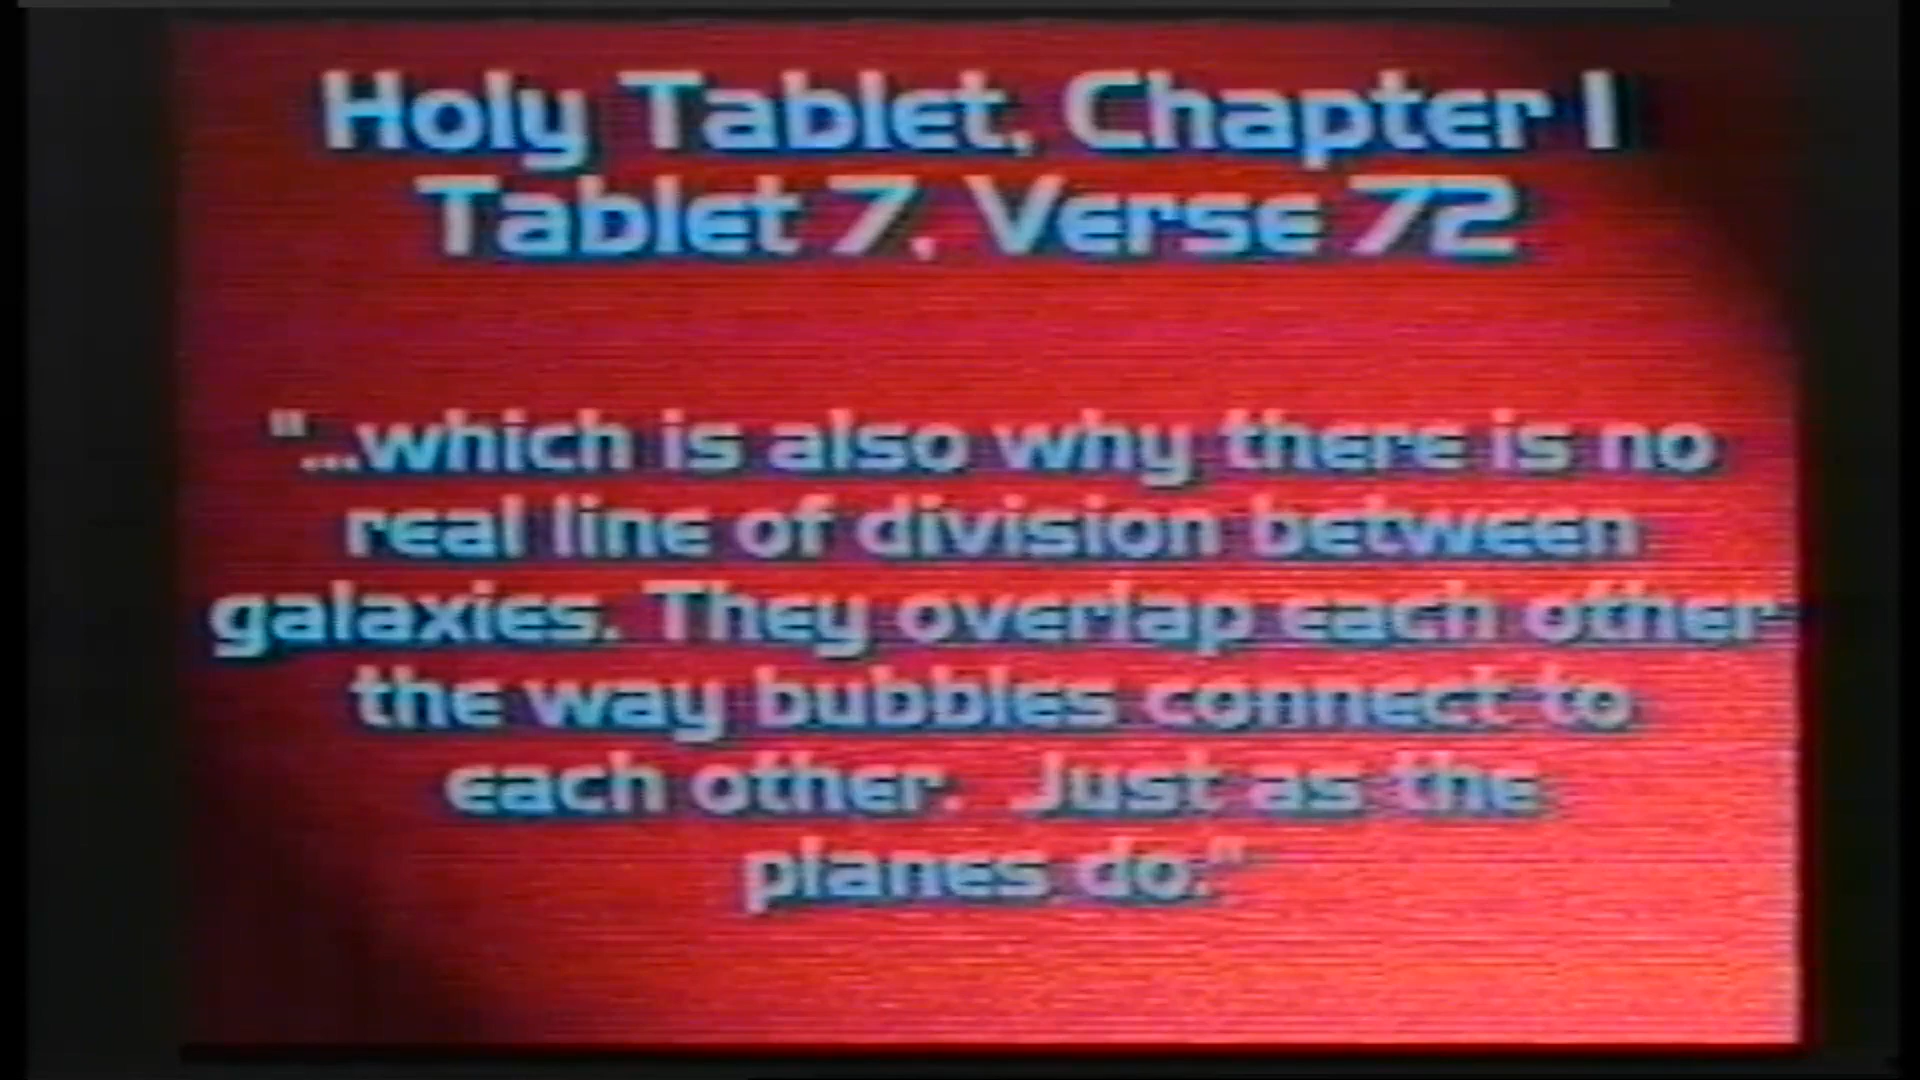 Holy Tablet, Chapter 1
Tablet 7, Verse 72
"...which is also why there is no
real line of division between
galaxies. They overlap each other
the way bubbles connect to
each other. Just as the
planes do."